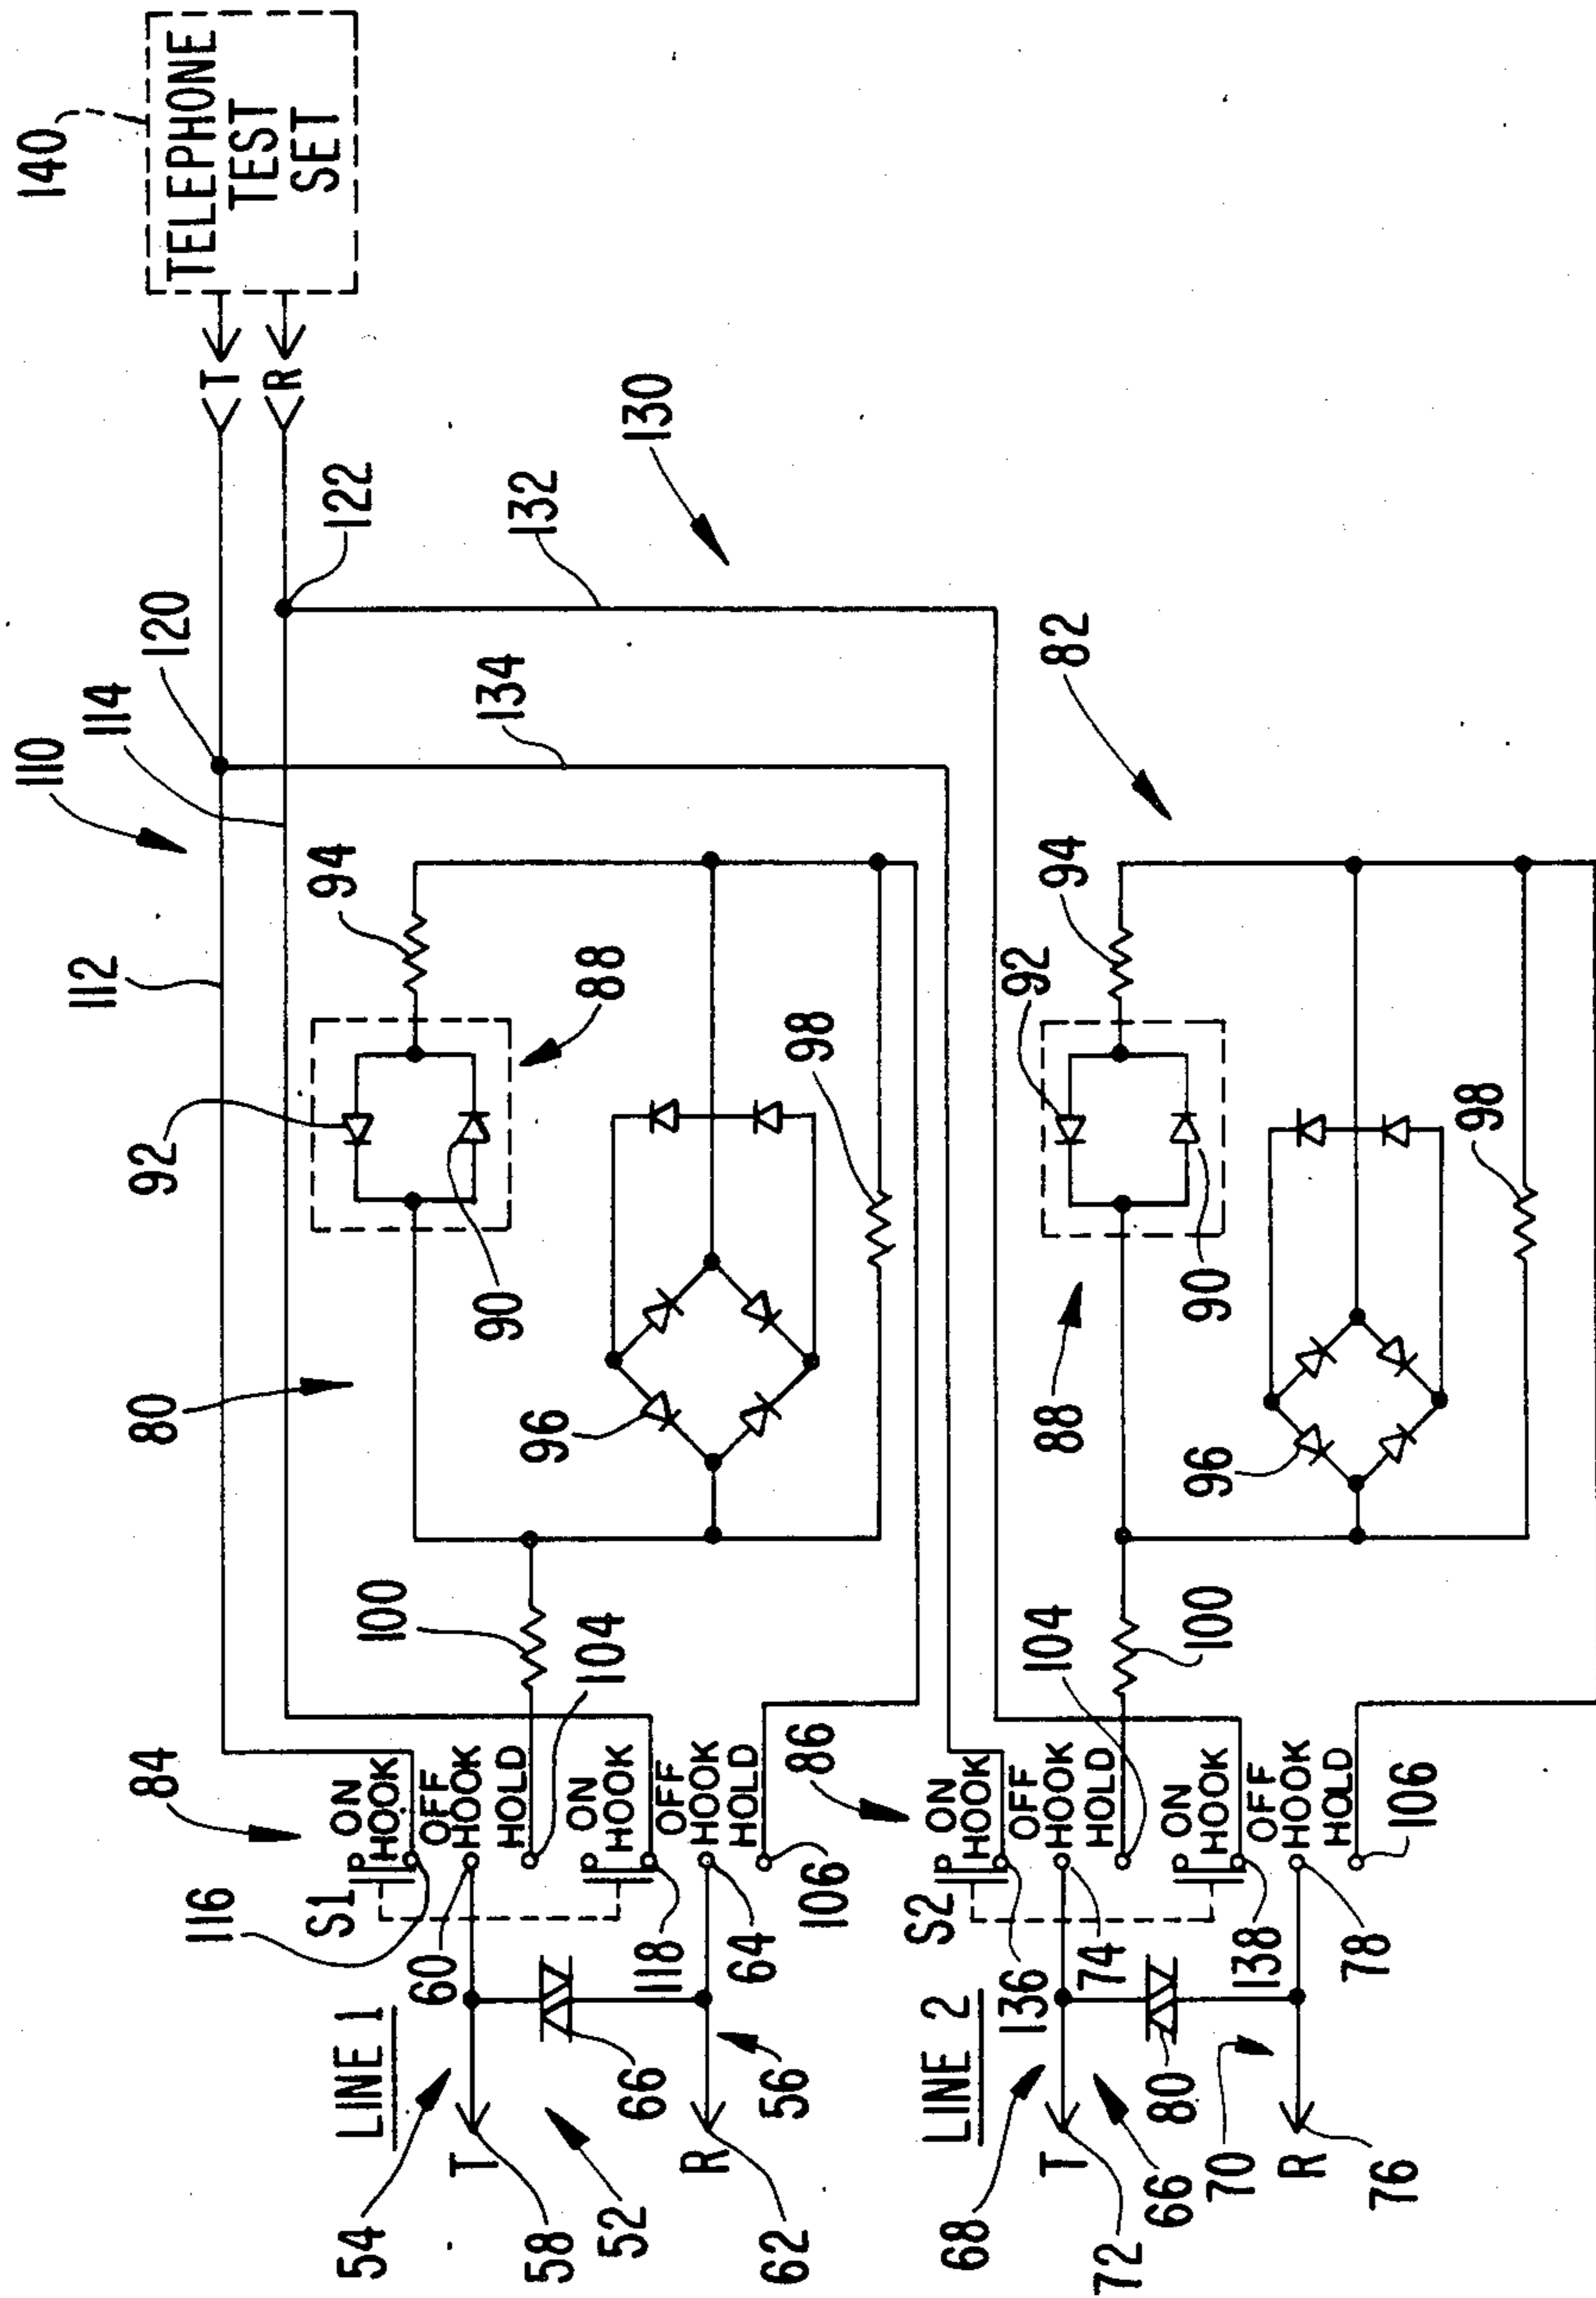 140
TELEPHONE
TEST
SET
T
R
130
122
132
120
134
110
114
82
112
94
88
98
92
90
80
96
100
104
84
ON
HOOK
OFF
HOOK
HOLD
ON
HOOK
OFF
HOOK
HOLD
116
S1
60
118
64
106
LINE 1
66
56
T
R
54
58
52
62
94
92
98
90
88
96
100
104
86
ON
HOOK
OFF
HOOK
HOLD
ON
HOOK
OFF
HOOK
HOLD
106
S2
136
74
138
78
LINE 2
80
70
T
R
68
72
66
76